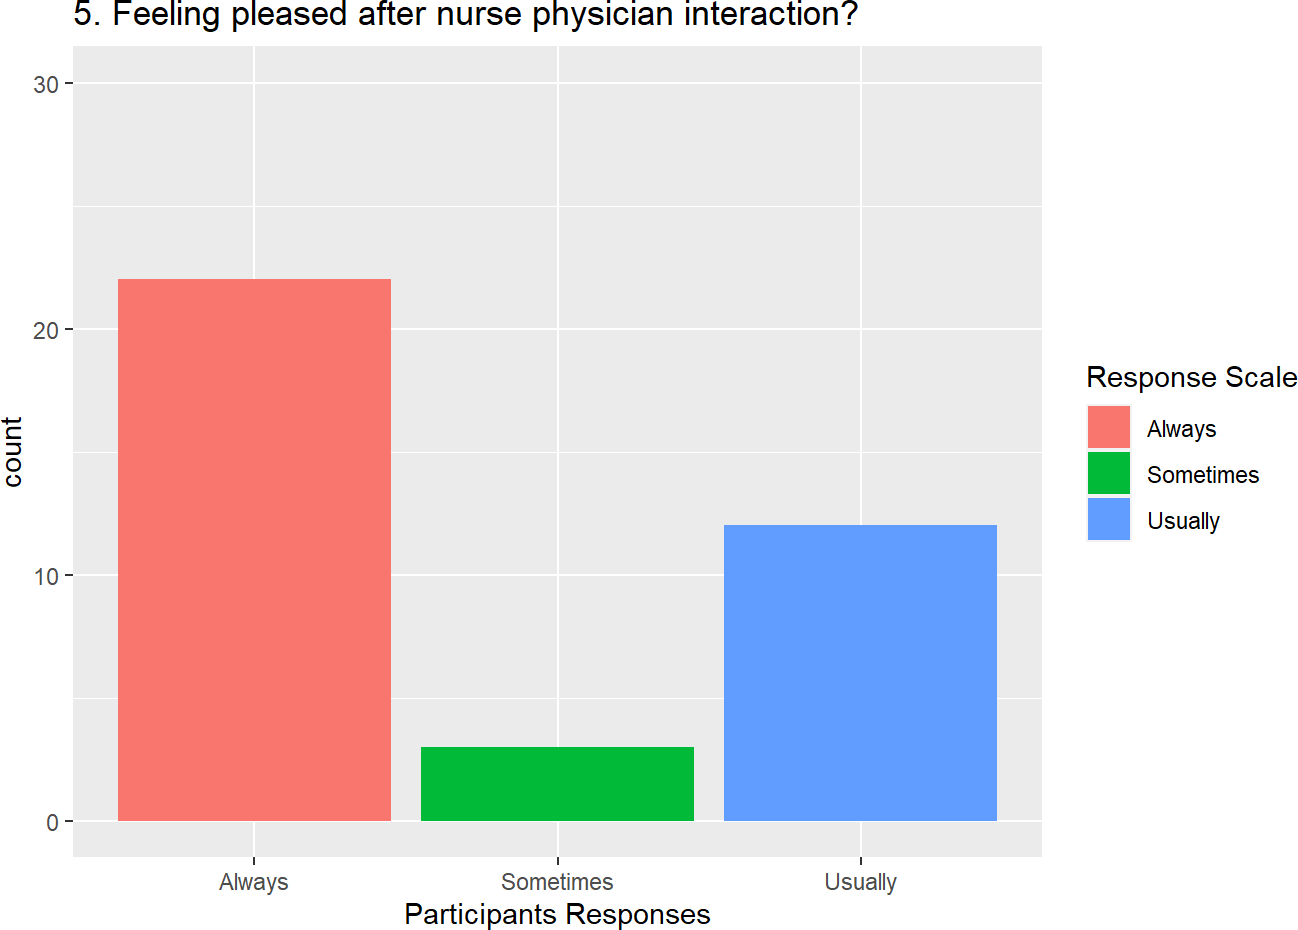 5. Feeling pleased after nurse physician interaction?
30
20
10
0
count
Always
Sometimes
Usually
Participants Responses
Response Scale
Always
Sometimes
Usually